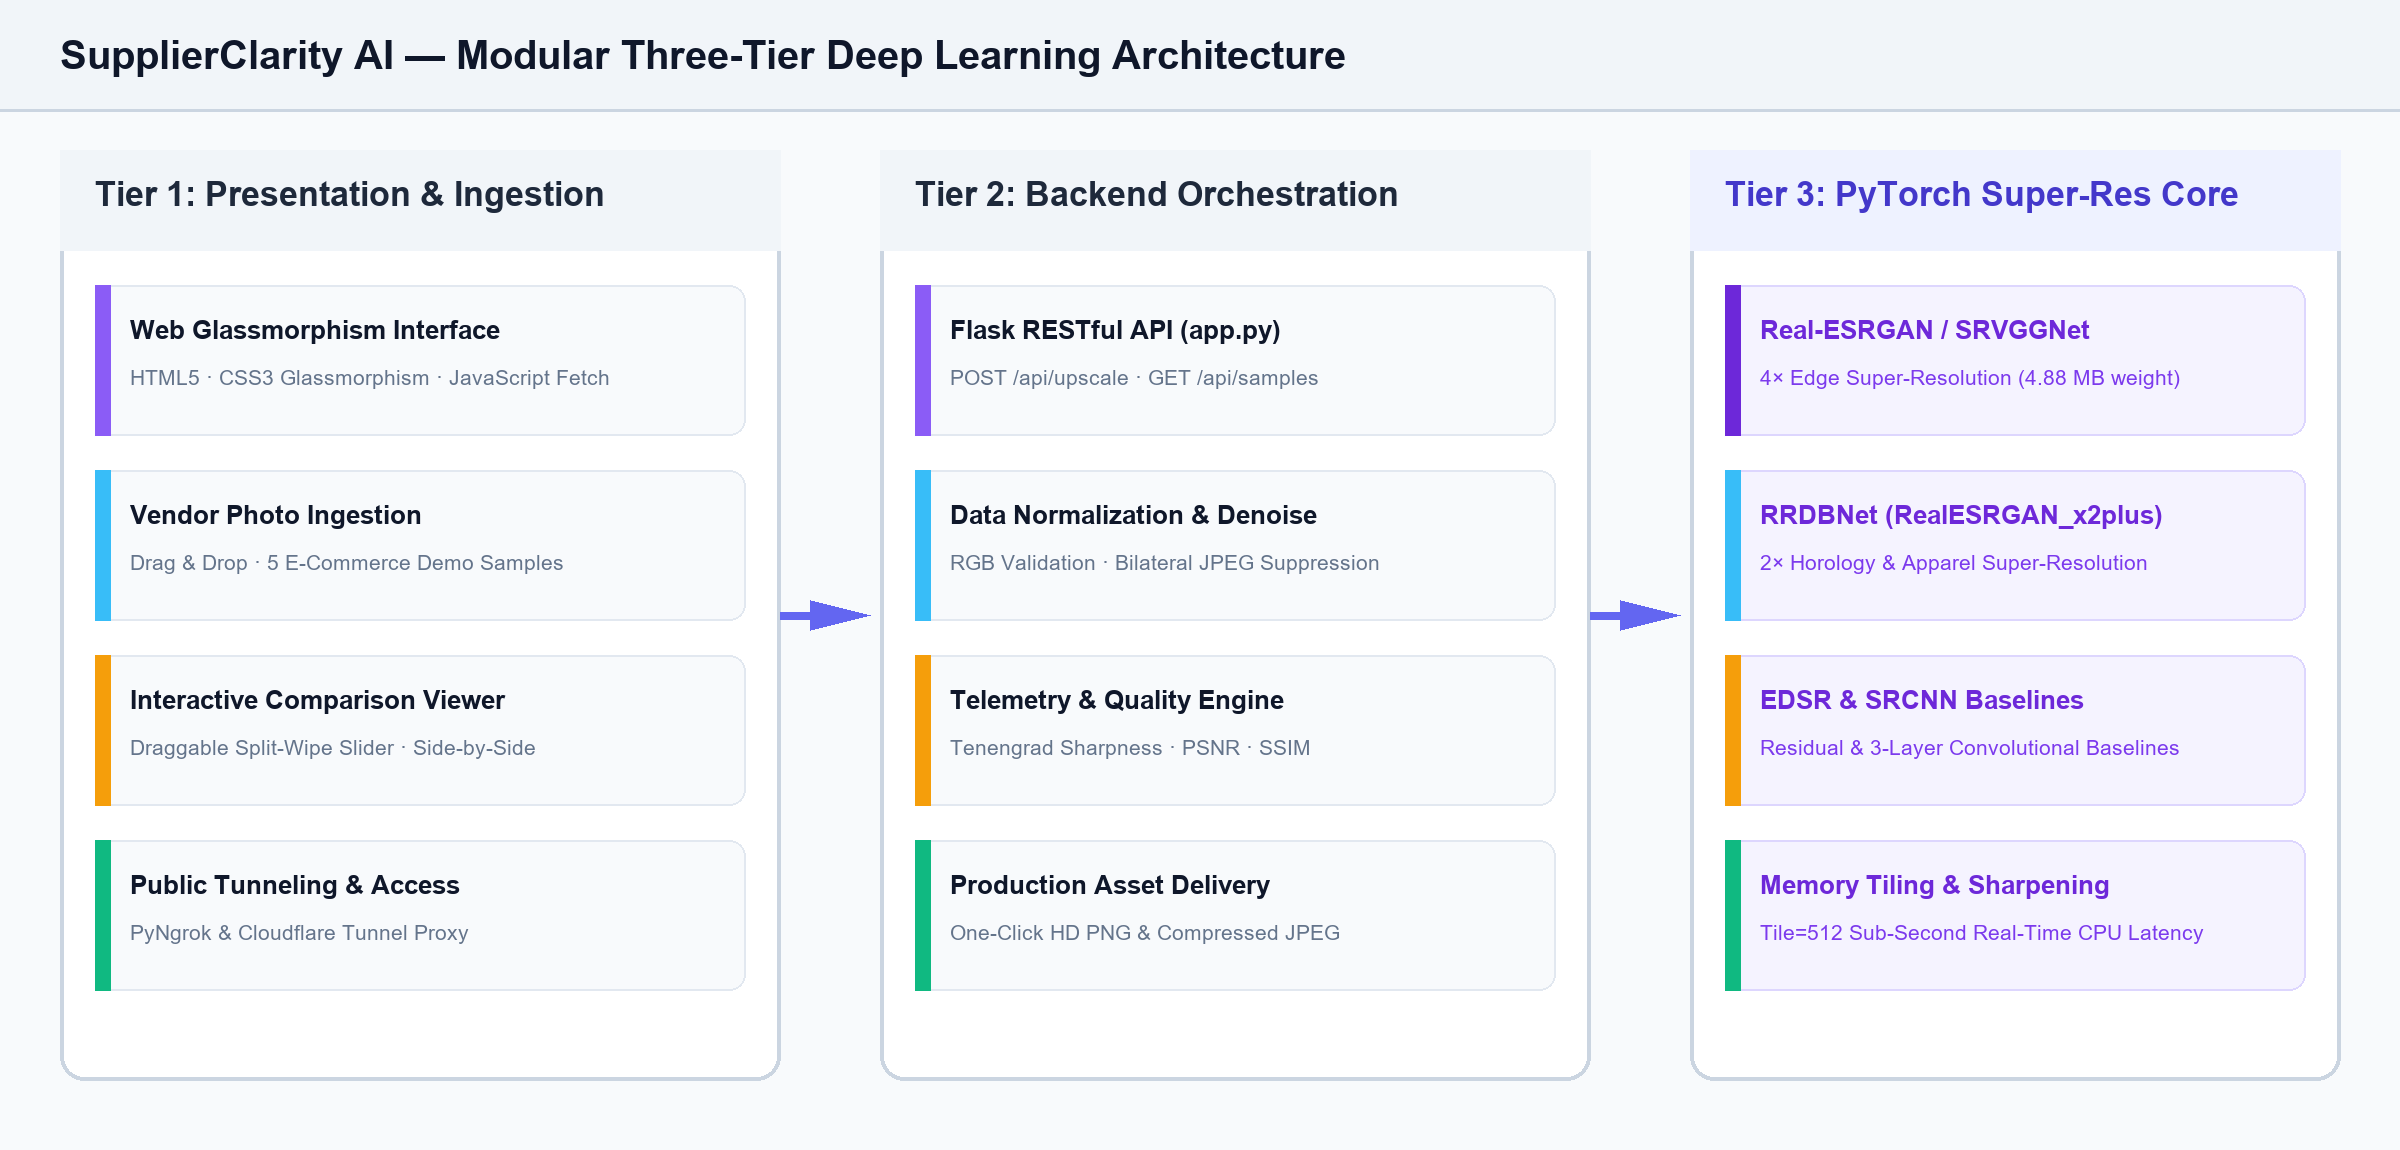 SupplierClarity AI — Modular Three-Tier Deep Learning Architecture
Tier 1: Presentation & Ingestion
Web Glassmorphism Interface
HTML5 · CSS3 Glassmorphism · JavaScript Fetch
Vendor Photo Ingestion
Drag & Drop · 5 E-Commerce Demo Samples
Interactive Comparison Viewer
Draggable Split-Wipe Slider · Side-by-Side
Public Tunneling & Access
PyNgrok & Cloudflare Tunnel Proxy
Tier 2: Backend Orchestration
Flask RESTful API (app.py)
POST /api/upscale · GET /api/samples
Data Normalization & Denoise
RGB Validation · Bilateral JPEG Suppression
Telemetry & Quality Engine
Tenengrad Sharpness · PSNR · SSIM
Production Asset Delivery
One-Click HD PNG & Compressed JPEG
Tier 3: PyTorch Super-Res Core
Real-ESRGAN / SRVGGNet
4× Edge Super-Resolution (4.88 MB weight)
RRDBNet (RealESRGAN_x2plus)
2× Horology & Apparel Super-Resolution
EDSR & SRCNN Baselines
Residual & 3-Layer Convolutional Baselines
Memory Tiling & Sharpening
Tile=512 Sub-Second Real-Time CPU Latency